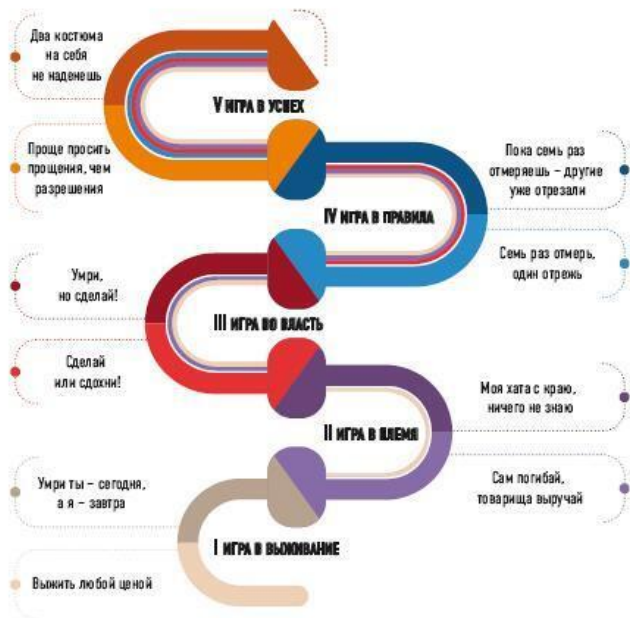 Два костюма
на себя
не наденешь
V ИГРА В УСПЕХ
Проще просить
прощения, чем
разрешения
Пока семь раз
отмеряешь – другие
уже отрезали
IV ИГРА В ПРАВИЛА
Семь раз отмерь,
один отрежь
Умри,
но сделай!
III ИГРА ВО ВЛАСТЬ
Сделай
или сдохни!
Моя хата с краю,
ничего не знаю
II ИГРА В ПЛЕМЯ
Сам погибай,
товарища выручай
Умри ты – сегодня,
а я – завтра
I ИГРА В ВЫЖИВАНИЕ
Выжить любой ценой